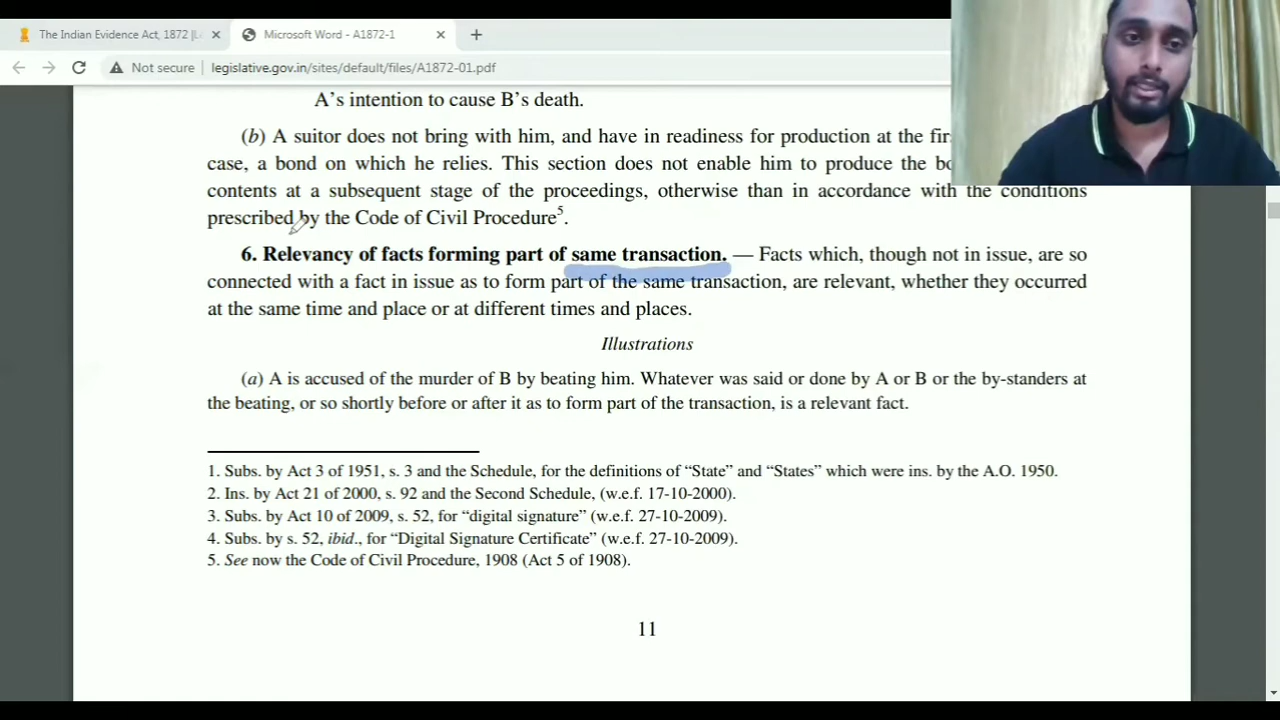 The Indian Evidence Act, 1872
Microsoft Word - A1872-1
Not secure | legislative.gov.in/sites/default/files/A1872-01.pdf
A’s intention to cause B’s death.
(b) A suitor does not bring with him, and have in readiness for production at the
case, a bond on which he relies. This section does not enable him to produce the
contents at a subsequent stage of the proceedings, otherwise than in accordance with the conditions
prescribed by the Code of Civil Procedure5.
6. Relevancy of facts forming part of same transaction. — Facts which, though not in issue, are so
connected with a fact in issue as to form part of the same transaction, are relevant, whether they occurred
at the same time and place or at different times and places.
Illustrations
(a) A is accused of the murder of B by beating him. Whatever was said or done by A or B or the by-standers at
the beating, or so shortly before or after it as to form part of the transaction, is a relevant fact.
1. Subs. by Act 3 of 1951, s. 3 and the Schedule, for the definitions of “State” and “States” which were ins. by the A.O. 1950.
2. Ins. by Act 21 of 2000, s. 92 and the Second Schedule, (w.e.f. 17-10-2000).
3. Subs. by Act 10 of 2009, s. 52, for “digital signature” (w.e.f. 27-10-2009).
4. Subs. by s. 52, ibid., for “Digital Signature Certificate” (w.e.f. 27-10-2009).
5. See now the Code of Civil Procedure, 1908 (Act 5 of 1908).
11